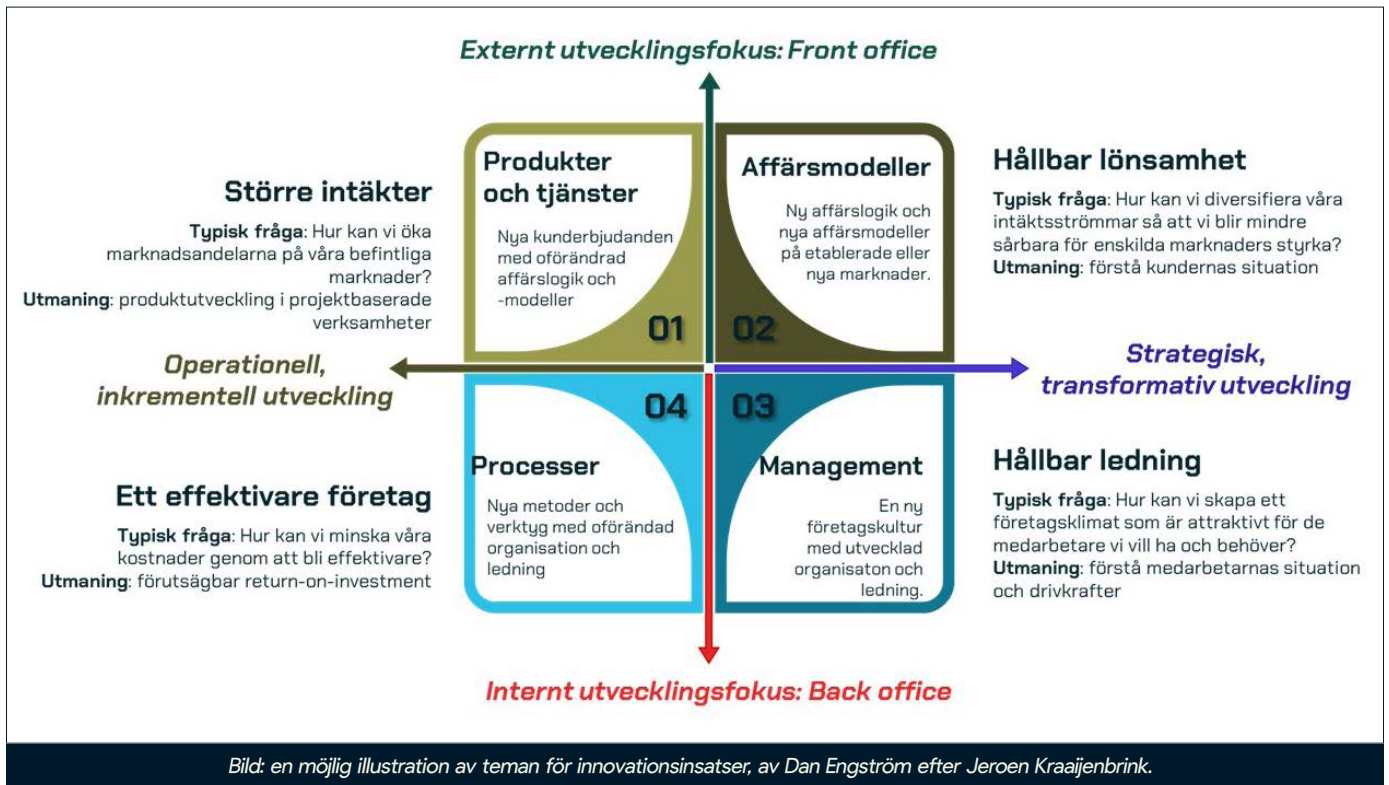 Externt utvecklingsfokus: Front office
Större intäkter
Typisk fråga: Hur kan vi öka
marknadsandelarna på våra befintliga
marknader?
Utmaning: produktutveckling i projektbaserade
verksamheter
Produkter
och tjänster
Nya kunderbjudanden
med oförändrad
affärslogik och
-modeller
01
Affärsmodeller
Ny affärslogik och
nya affärsmodeller
på etablerade eller
nya marknader.
02
Hållbar lönsamhet
Typisk fråga: Hur kan vi diversifiera våra
intäktsströmmar så att vi blir mindre
sårbara för enskilda marknaders styrka?
Utmaning: förstå kundernas situation
Operationell,
inkrementell utveckling
Strategisk,
transformativ utveckling
Ett effektivare företag
Typisk fråga: Hur kan vi minska våra
kostnader genom att bli effektivare?
Utmaning: förutsägbar return-on-investment
04
Processer
Nya metoder och
verktyg med oförändad
organisation och
ledning
03
Management
En ny
företagskultur
med utvecklad
organisaton och
ledning.
Hållbar ledning
Typisk fråga: Hur kan vi skapa ett
företagsklimat som är attraktivt för de
medarbetare vi vill ha och behöver?
Utmaning: förstå medarbetarnas situation
och drivkrafter
Internt utvecklingsfokus: Back office
Bild: en möjlig illustration av teman för innovationsinsatser, av Dan Engström efter Jeroen Kraaijenbrink.